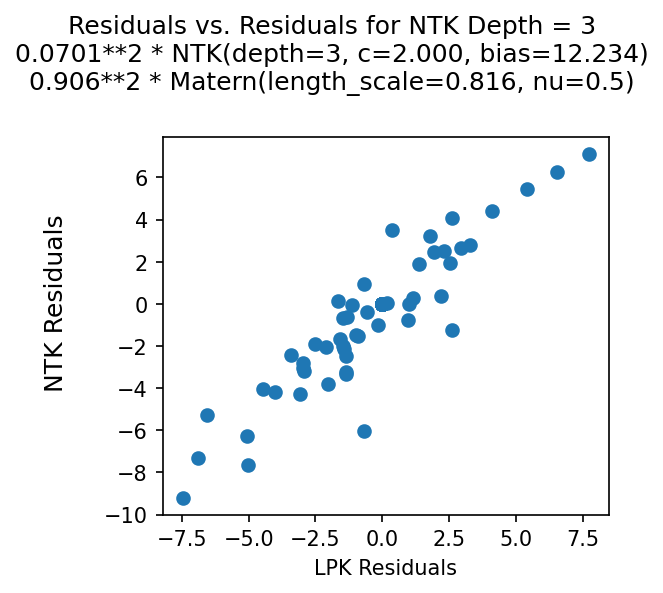 Residuals vs. Residuals for NTK Depth = 3
0.0701**2 * NTK(depth=3, c=2.000, bias=12.234)
0.906**2 * Matern(length_scale=0.816, nu=0.5)
6
4
2
0
−2
−4
−6
−8
−10
NTK Residuals
−7.5 −5.0 −2.5 0.0 2.5 5.0 7.5
LPK Residuals